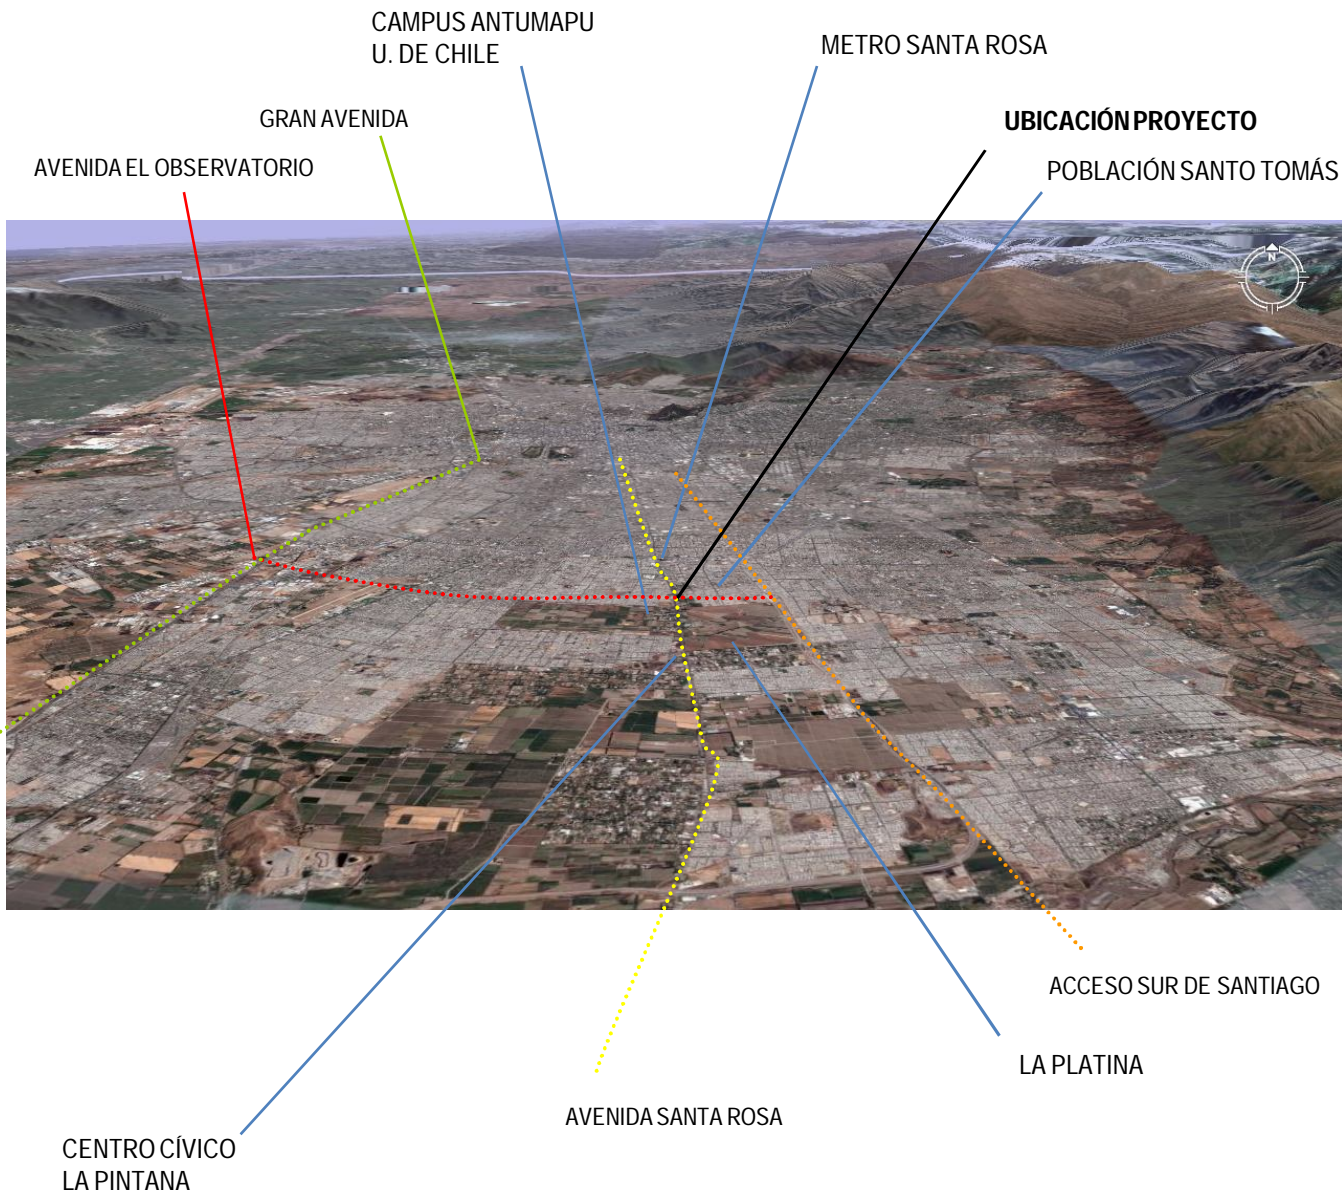 CAMPUS ANTUMAPU
U. DE CHILE
METRO SANTA ROSA
GRAN AVENIDA
UBICACIÓN PROYECTO
AVENIDA EL OBSERVATORIO
POBLACIÓN SANTO TOMÁS
N
ACCESO SUR DE SANTIAGO
LA PLATINA
AVENIDA SANTA ROSA
CENTRO CÍVICO
LA PINTANA